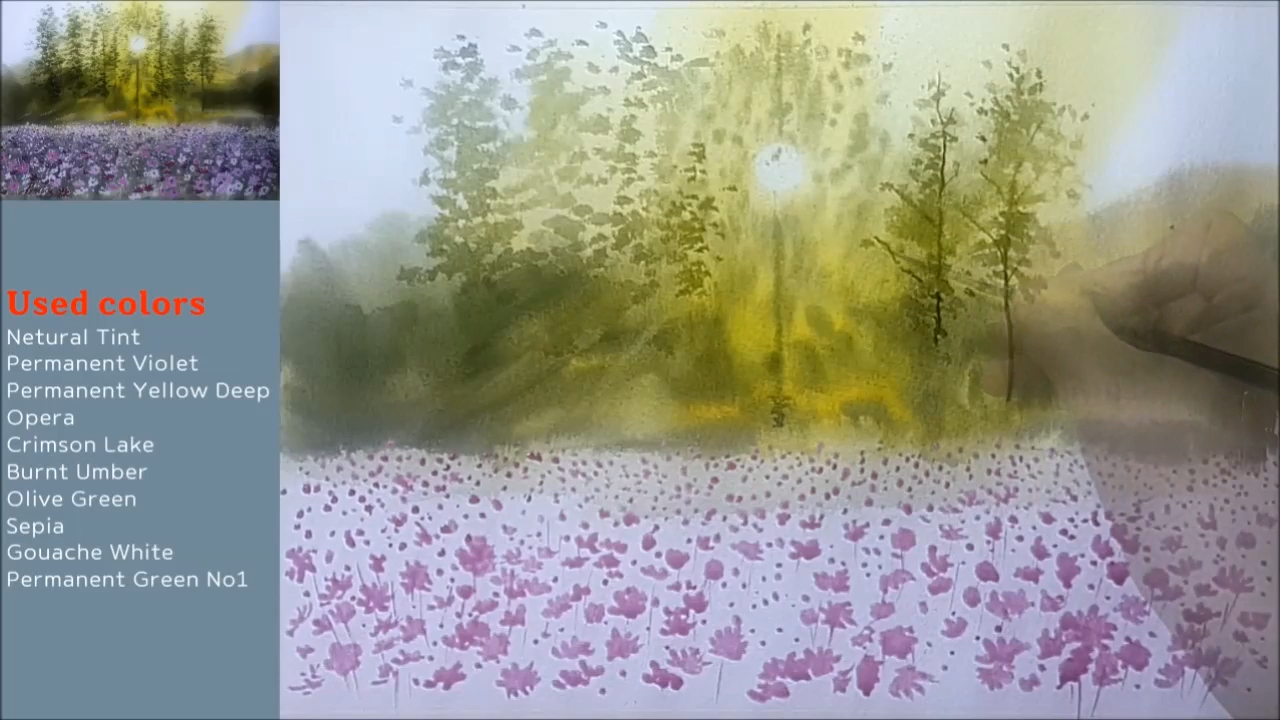 Used colors
Netural Tint
Permanent Violet
Permanent Yellow Deep
Opera
Crimson Lake
Burnt Umber
Olive Green
Sepia
Gouache White
Permanent Green No1